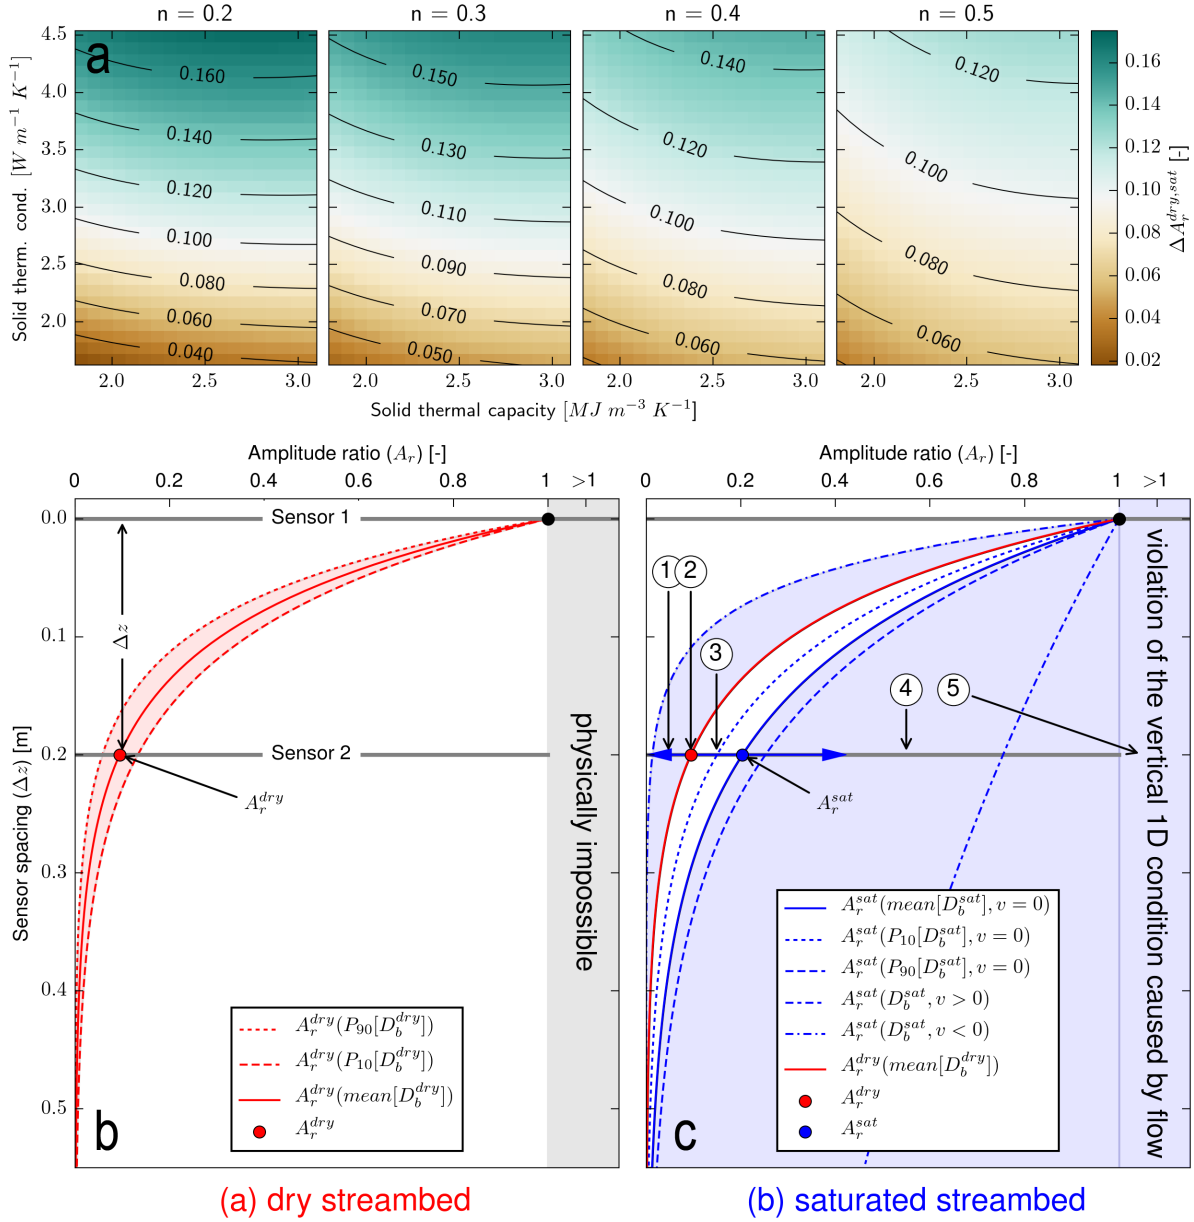 n = 0.2 n = 0.3 n = 0.4 n = 0.5
a
Solid therm. cond. [W m−1 K−1]
4.5
4.0
3.5
3.0
2.5
2.0
0.160
0.140
0.120
0.100
0.080
0.060
0.040
0.150
0.130
0.110
0.090
0.070
0.050
0.140
0.120
0.100
0.080
0.060
0.120
0.100
0.080
0.060
2.0 2.5 3.0 2.0 2.5 3.0 2.0 2.5 3.0 2.0 2.5 3.0
Solid thermal capacity [MJ m−3 K−1]
0.16
0.14
0.12
0.10
0.08
0.06
0.04
0.02
ΔA_r^{dry,sat} [-]
Amplitude ratio (A_r) [-]
0 0.2 0.4 0.6 0.8 1 >1
Sensor spacing (Δz) [m]
0.0
0.1
0.2
0.3
0.4
0.5
Sensor 1
Δz
Sensor 2
A_r^{dry}
physically impossible
A_r^{dry}(P_{90}[D_b^{dry}])
A_r^{dry}(P_{10}[D_b^{dry}])
A_r^{dry}(mean[D_b^{dry}])
A_r^{dry}
b
(a) dry streambed
Amplitude ratio (A_r) [-]
0 0.2 0.4 0.6 0.8 1 >1
1 2
3
4 5
A_r^{sat}
violation of the vertical 1D condition caused by flow
A_r^{sat}(mean[D_b^{sat}], v = 0)
A_r^{sat}(P_{10}[D_b^{sat}], v = 0)
A_r^{sat}(P_{90}[D_b^{sat}], v = 0)
A_r^{sat}(D_b^{sat}, v > 0)
A_r^{sat}(D_b^{sat}, v < 0)
A_r^{dry}(mean[D_b^{dry}])
A_r^{dry}
A_r^{sat}
c
(b) saturated streambed